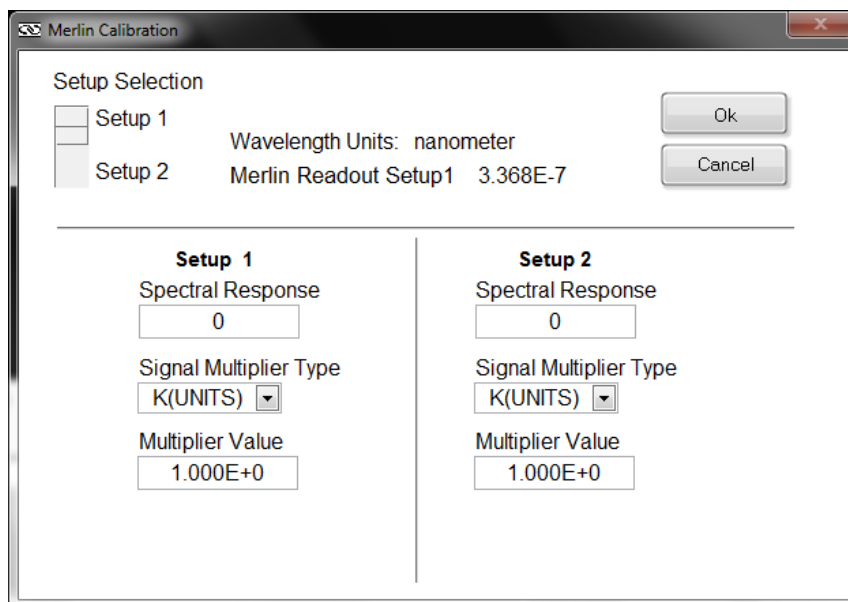 Merlin Calibration
Setup Selection
Setup 1
Setup 2
Wavelength Units: nanometer
Merlin Readout Setup1 3.368E-7
Ok
Cancel
Setup 1
Spectral Response
0
Signal Multiplier Type
K(UNITS)
Multiplier Value
1.000E+0
Setup 2
Spectral Response
0
Signal Multiplier Type
K(UNITS)
Multiplier Value
1.000E+0